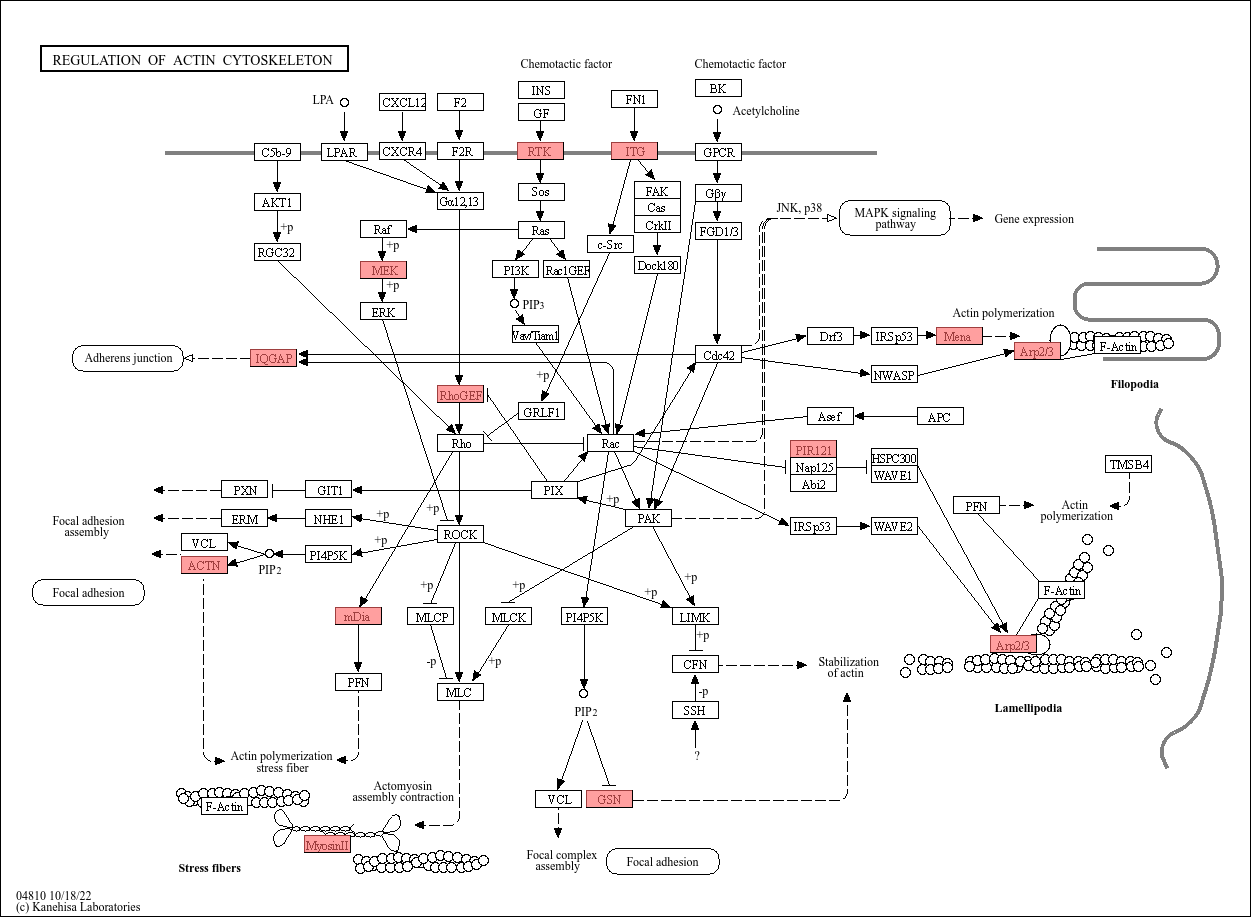 REGULATION OF ACTIN CYTOSKELETON
Chemotactic factor
Chemotactic factor
LPA
CXCL12
F2
INS
GF
FN1
BK
Acetylcholine
C5b-9
LPAR
CXCR4
F2R
RTK
ITG
GPCR
AKT1
Gα12,13
Sos
FAK
Cas
CrkII
Gβγ
JNK, p38
MAPK signaling
pathway
Gene expression
+p
Raf
Ras
c-Src
FGD1/3
RGC32
+p
MEK
PI3K
Rac1GEF
Dock180
+p
ERK
PIP3
Vav/Tiam1
Actin polymerization
Drf3
IRSp53
Mena
Arp2/3
F-Actin
Adherens junction
IQGAP
Cdc42
NWASP
Filopodia
+p
RhoGEF
GRLF1
Asef
APC
Rho
Rac
PIR121
Nap125
Abi2
HSPC300
WAVE1
TMSB4
PXN
GIT1
PIX
+p
PFN
Actin
polymerization
Focal adhesion
assembly
ERM
NHE1
+p
+p
ROCK
PAK
IRSp53
WAVE2
VCL
ACTN
PIP2
PI4P5K
+p
Focal adhesion
+p
+p
+p
+p
F-Actin
mDia
MLCP
MLCK
PI4P5K
LIMK
+p
Arp2/3
-p
+p
CFN
Stabilization
of actin
PFN
MLC
-p
SSH
PIP2
Lamellipodia
?
Actin polymerization
stress fiber
Actomyosin
assembly contraction
F-Actin
VCL
GSN
MyosinII
Focal complex
assembly
Focal adhesion
Stress fibers
04810 10/18/22
(c) Kanehisa Laboratories